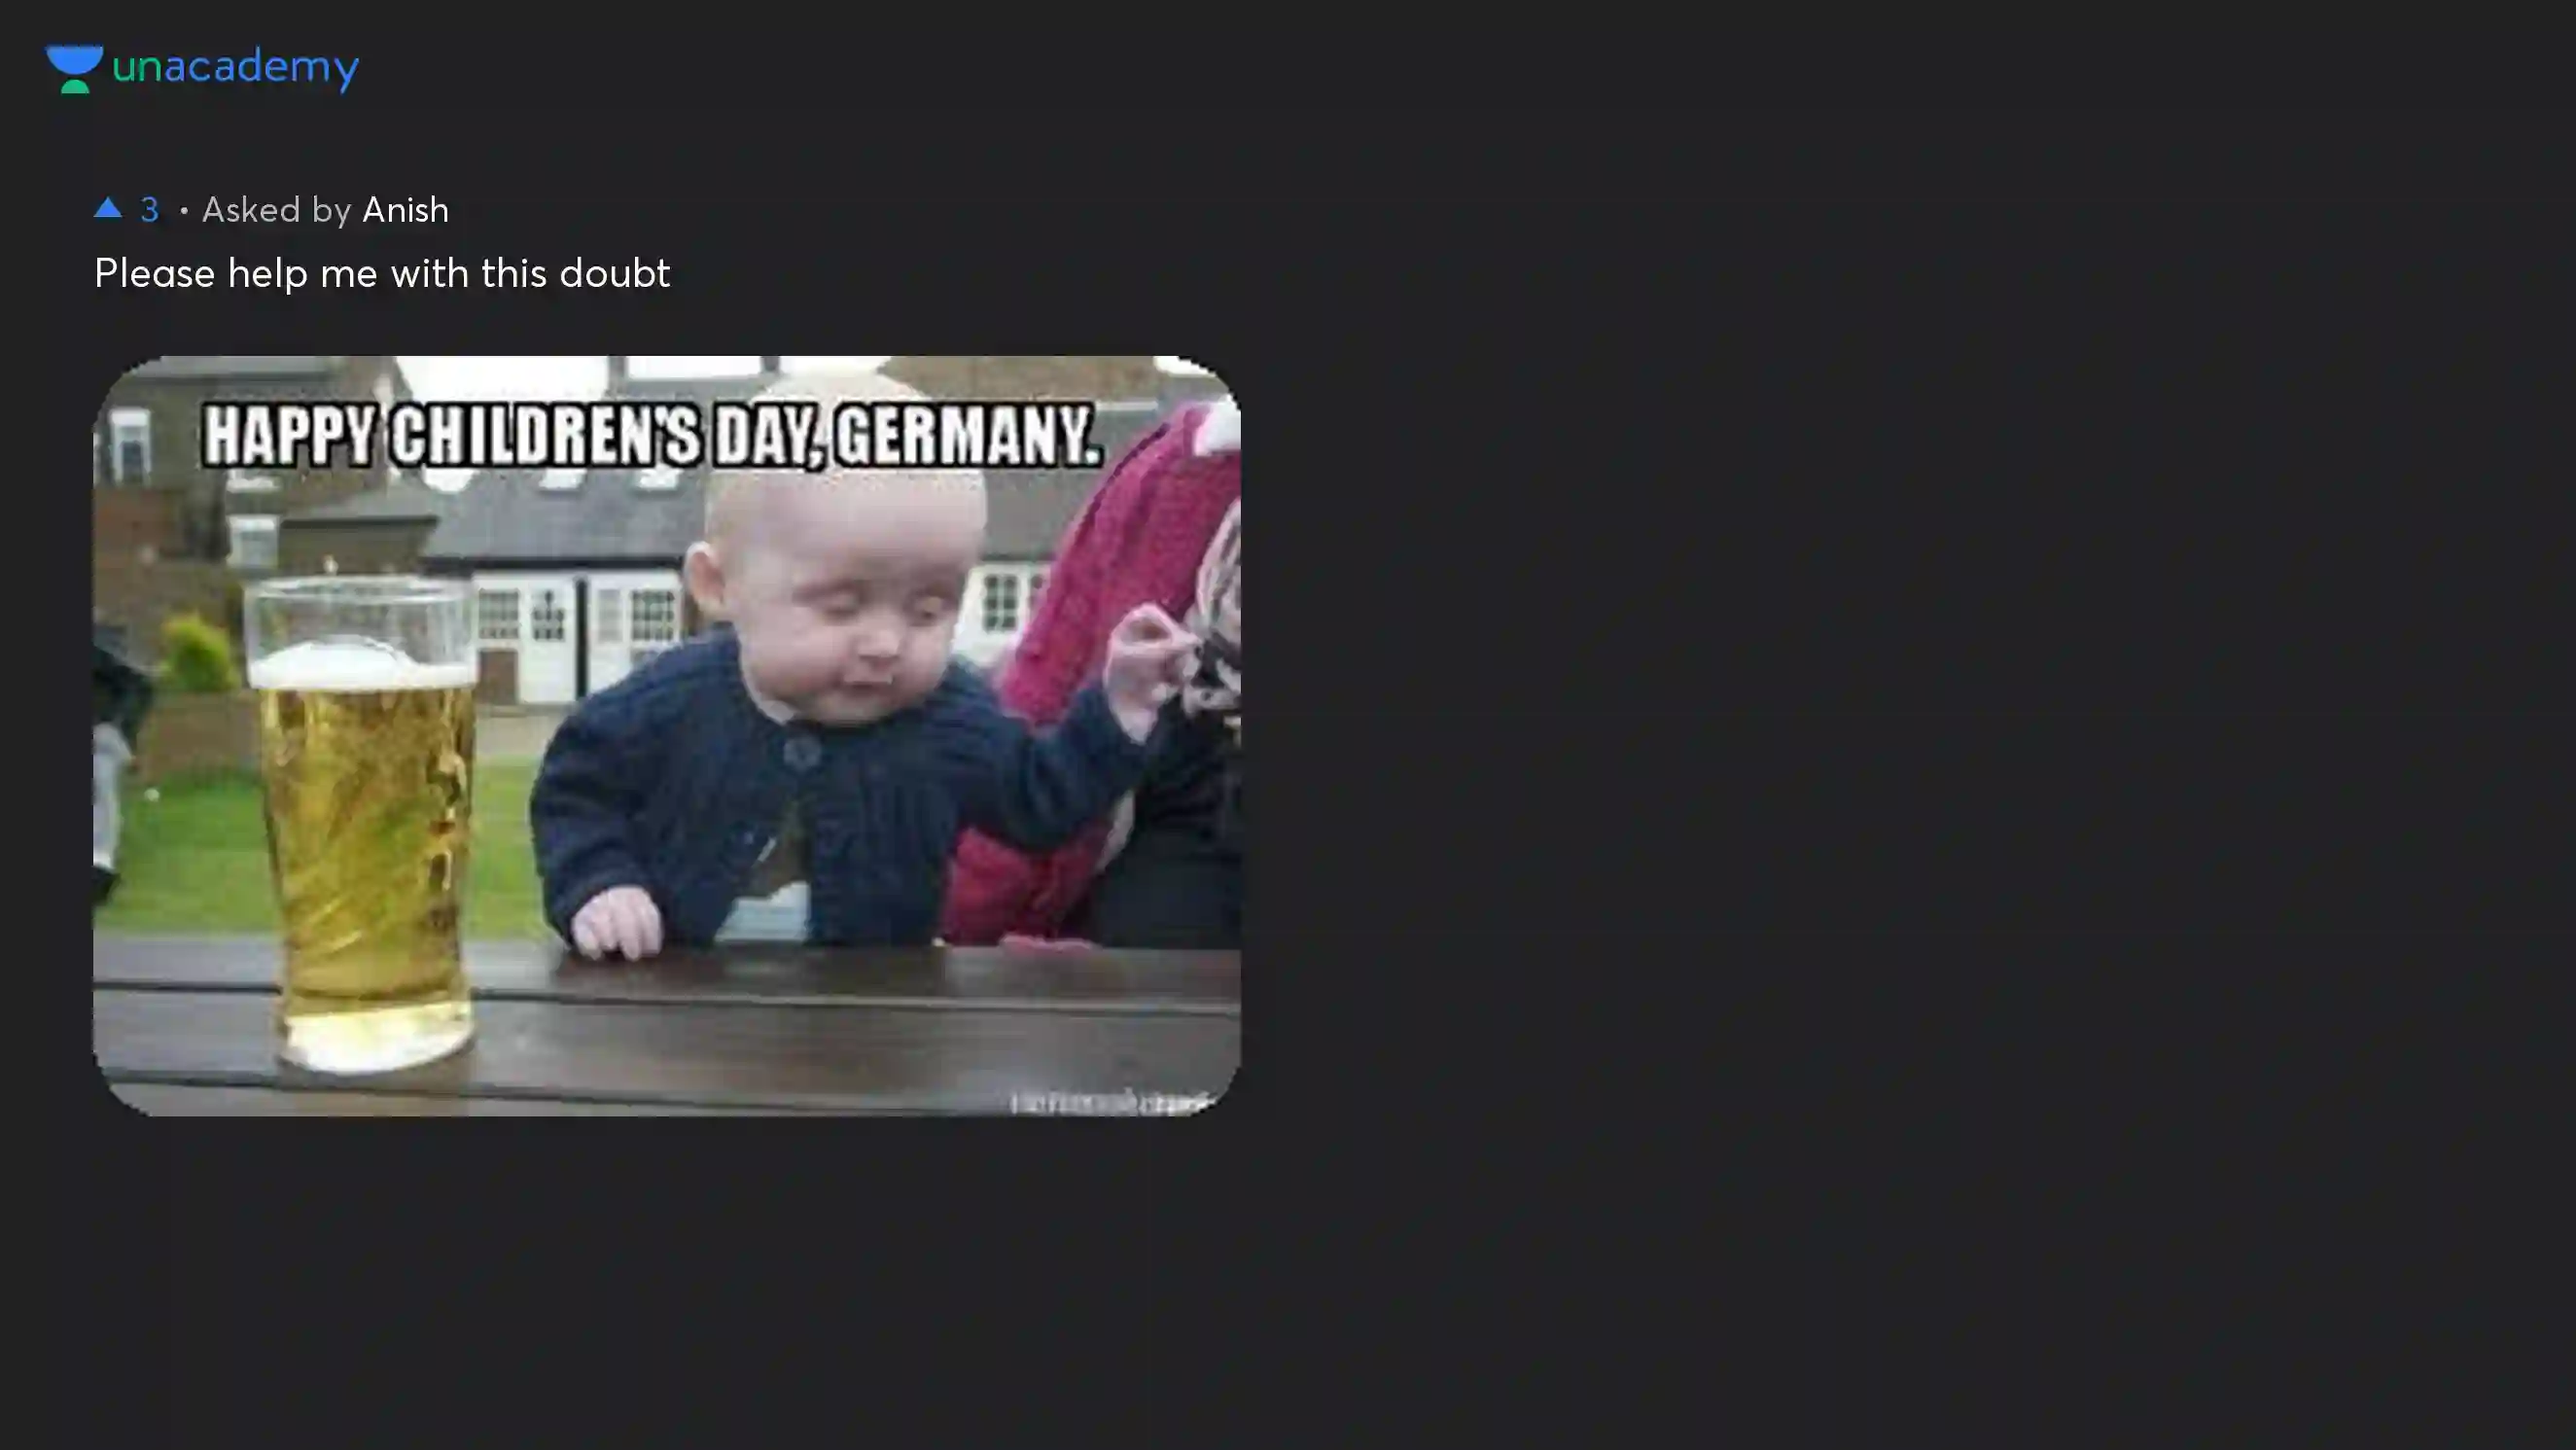 unacademy
3 • Asked by Anish
Please help me with this doubt
HAPPY CHILDREN'S DAY, GERMANY.